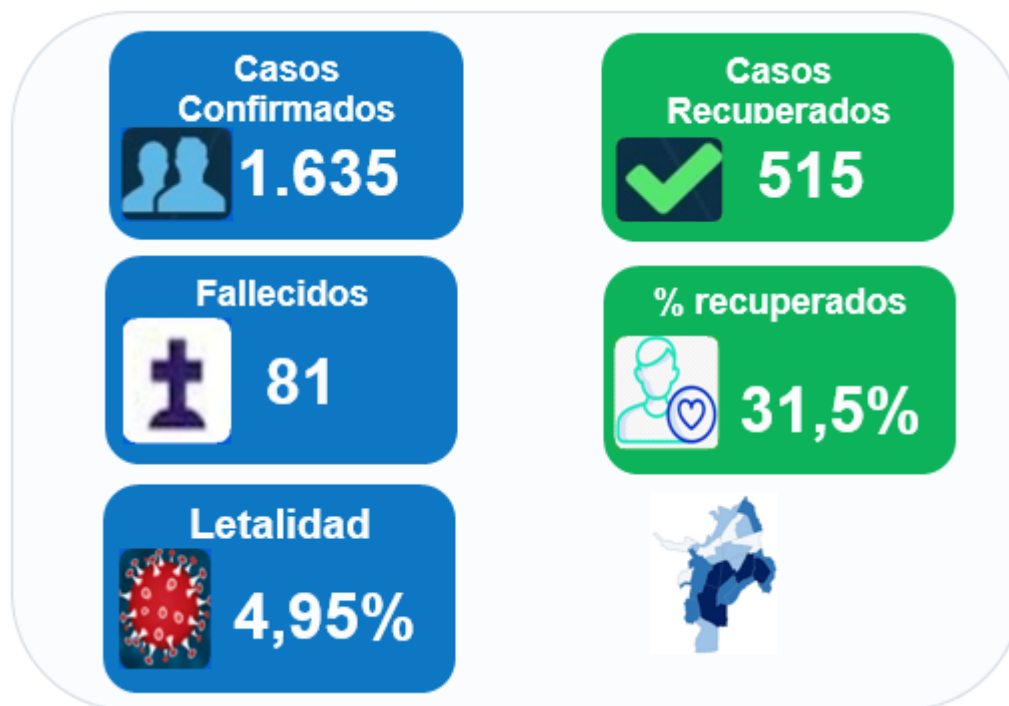 Casos
Confirmados
1.635
Casos
Recuperados
515
Fallecidos
81
% recuperados
31,5%
Letalidad
4,95%